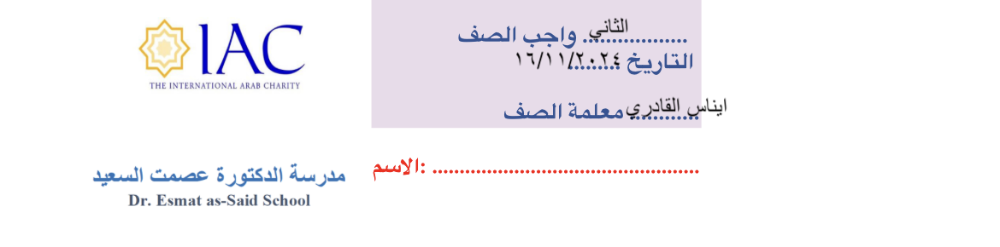 IAC
THE INTERNATIONAL ARAB CHARITY
مدرسة الدكتورة عصمت السعيد
Dr. Esmat as-Said School
واجب الصف الثاني ..................
التاريخ ١٦/١١/٢٠٢٤ .........
معلمة الصف ايناس القادري ............
الاسم: .................................................